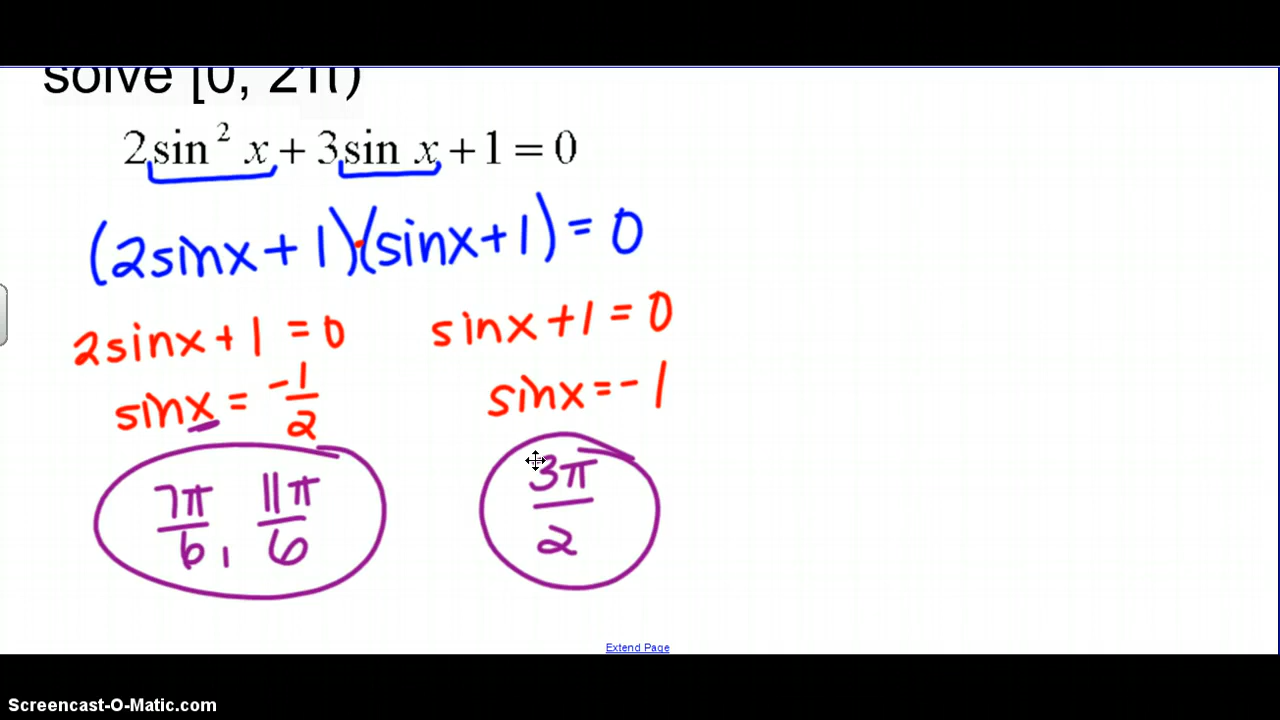 solve [0, 2π)
2sin² x + 3sin x + 1 = 0
(2sinx + 1)·(sinx + 1) = 0
2sinx + 1 = 0 sinx + 1 = 0
sinx = -1/2 sinx = -1
7π/6, 11π/6 3π/2
Extend Page
Screencast-O-Matic.com